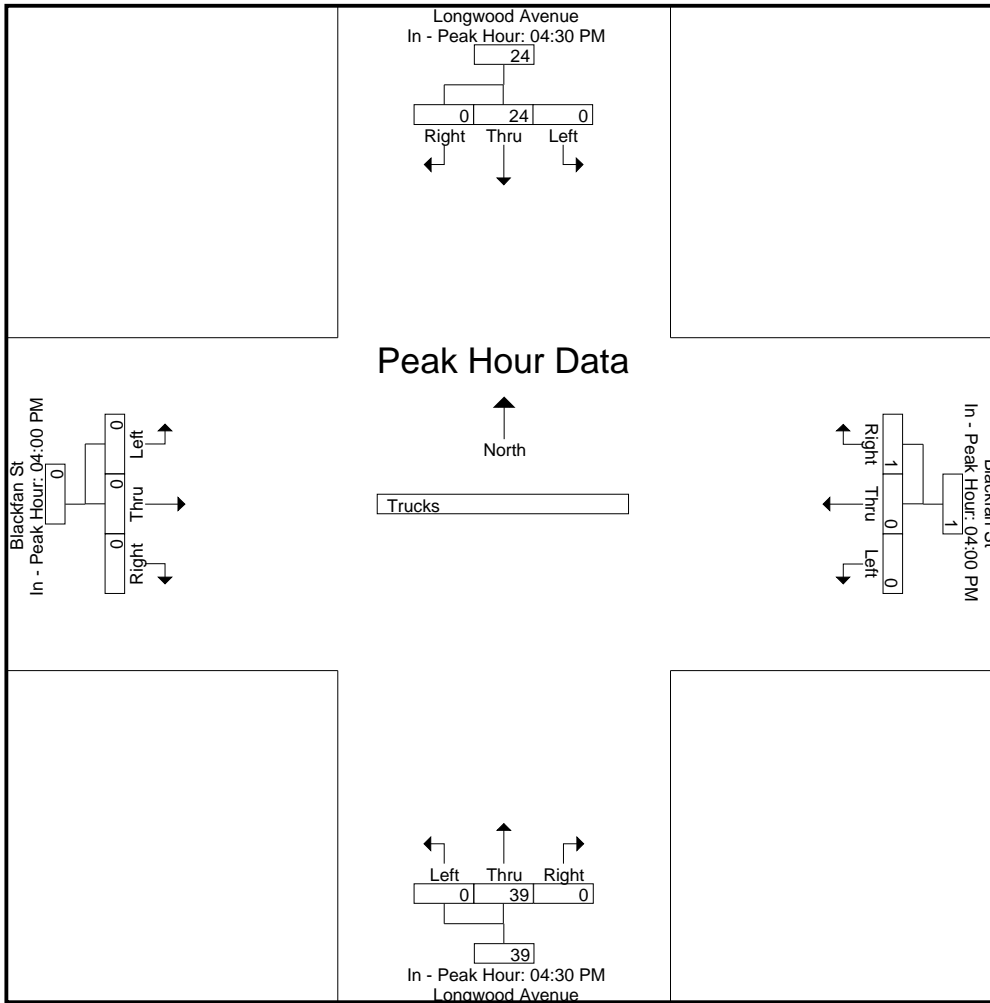 Longwood Avenue
In - Peak Hour: 04:30 PM
24
0 24 0
Right Thru Left
Peak Hour Data
North
Trucks
Blackfan St
In - Peak Hour: 04:00 PM
0
0 0 0
Left Thru Right
Blackfan St
In - Peak Hour: 04:00 PM
1
1 0 0
Right Thru Left
Left Thru Right
0 39 0
39
In - Peak Hour: 04:30 PM
Longwood Avenue